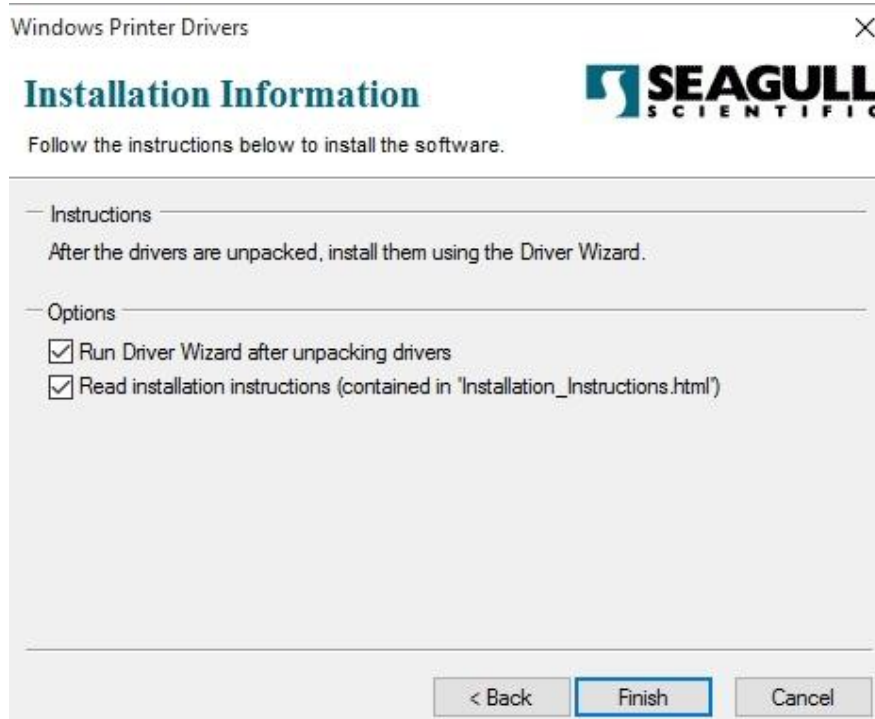 Windows Printer Drivers
Installation Information
SEAGULL
SCIENTIFIC
Follow the instructions below to install the software.
Instructions
After the drivers are unpacked, install them using the Driver Wizard.
Options
Run Driver Wizard after unpacking drivers
Read installation instructions (contained in 'Installation_Instructions.html')
< Back Finish Cancel